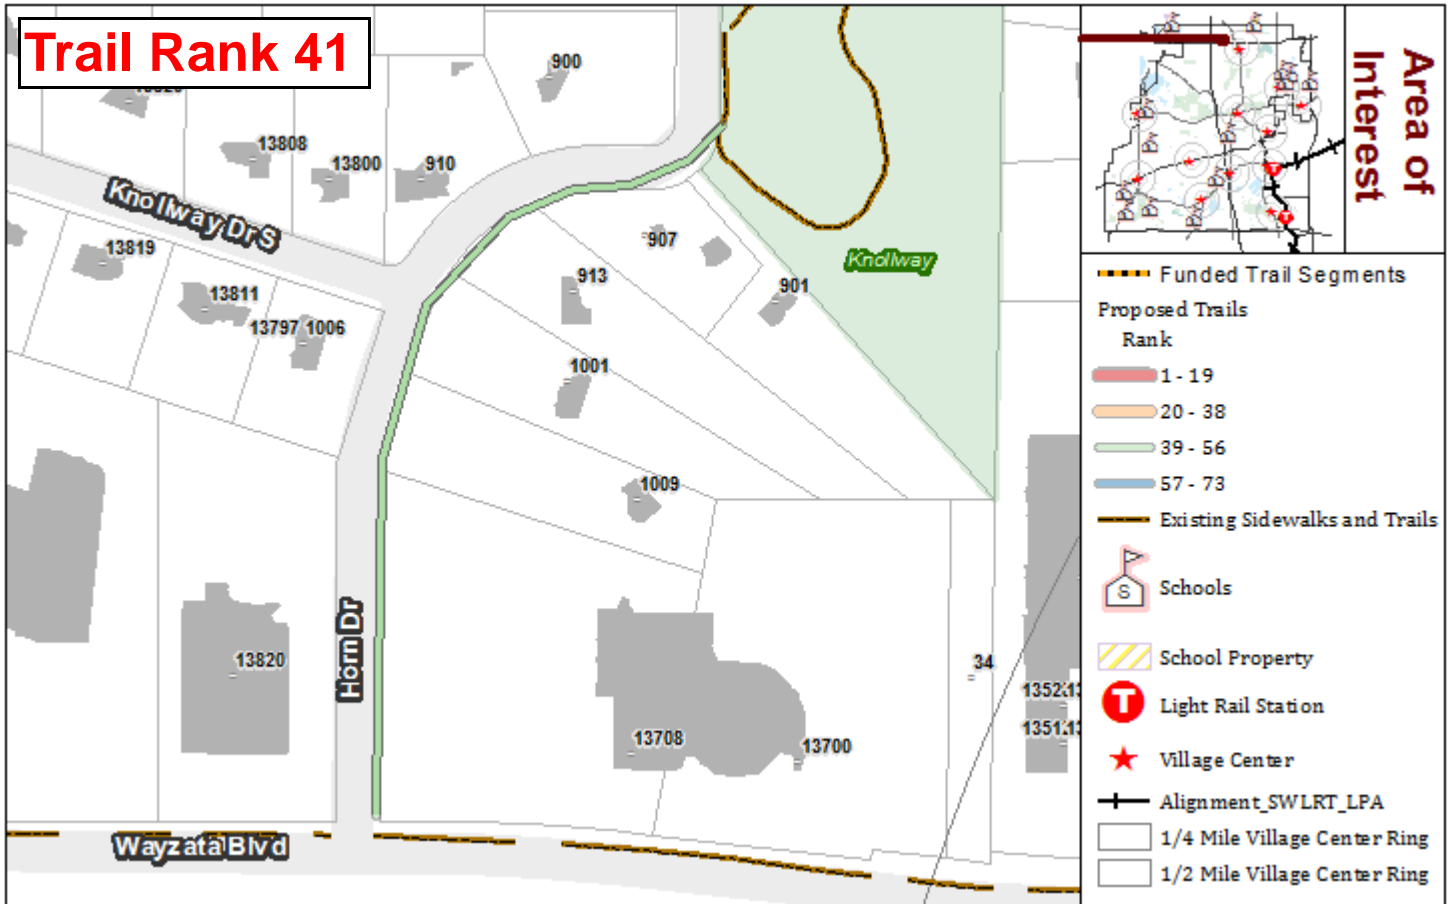 Trail Rank 41
900
13808
13800
910
Knollway Dr S
13819
13811
13797 1006
907
913
901
Knollway
1001
1009
Horn Dr
13820
34
13708
13700
Wayzata Blvd
Area of
Interest
Funded Trail Segments
Proposed Trails
Rank
1 - 19
20 - 38
39 - 56
57 - 73
Existing Sidewalks and Trails
S
Schools
School Property
T
Light Rail Station
Village Center
Alignment_SWLRT_LPA
1/4 Mile Village Center Ring
1/2 Mile Village Center Ring